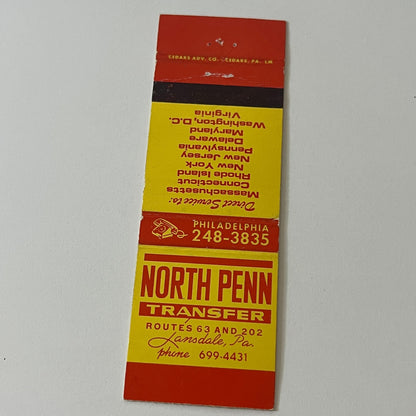 CEDARS ADV. CO. CEDARS, PA.
Direct Service to:
Massachusetts
Connecticut
Rhode Island
New York
New Jersey
Pennsylvania
Delaware
Maryland
Washington, D.C.
Virginia
PHILADELPHIA
248-3835
NORTH PENN
TRANSFER
ROUTES 63 AND 202
Lansdale, Pa.
phone 699-4431